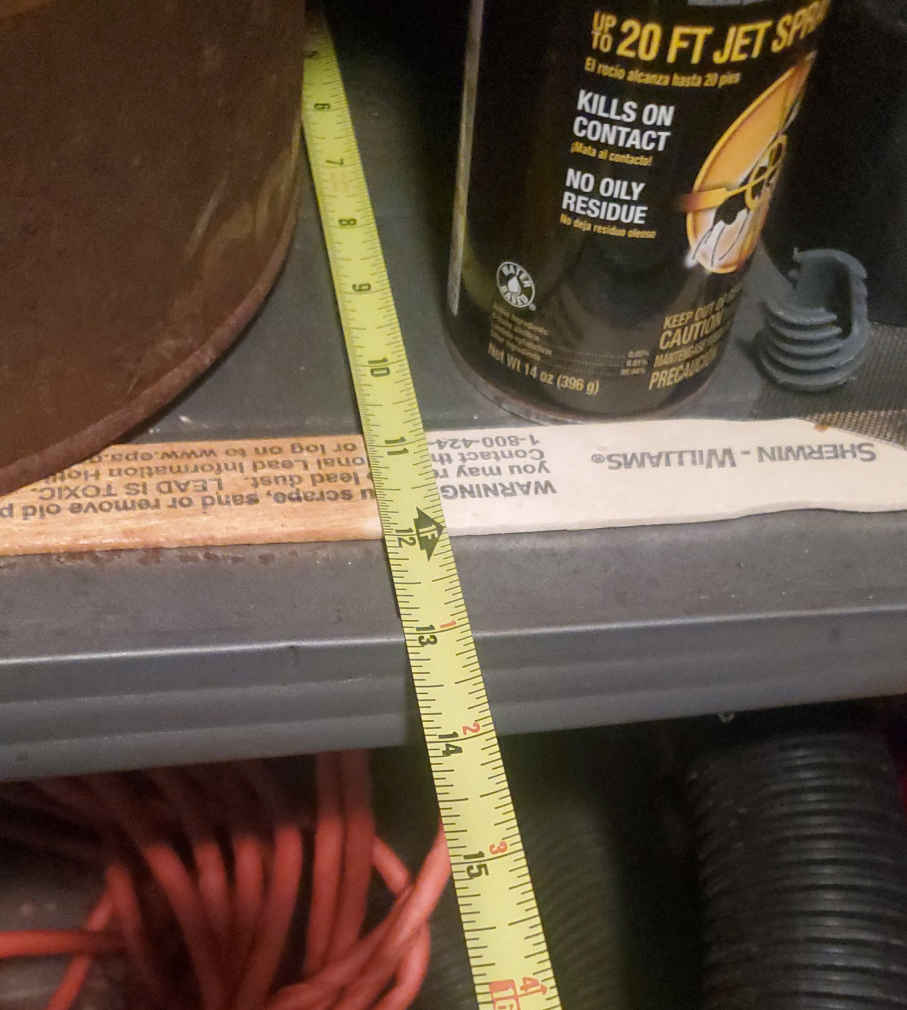 UP TO 20 FT JET SPRAY
El rocío alcanza hasta 20 pies
KILLS ON
CONTACT
¡Mata al contacto!
NO OILY
RESIDUE
No deja residuo oleoso
WATER
BASED
KEEP OUT OF
CAUTION
PRECAUCI
Net Wt 14 oz (396 g)
6
7
8
9
10
11
12
1F
13
1
14
2
15
3
16
4
SHERWIN-WILLIAMS®
WARNING
u scrape, sand or remove old p
you may r
lead dust. LEAD IS TOXIC.
Contact th
onal Lead Information Hotli
1-800-424-
or log on to www.epa.